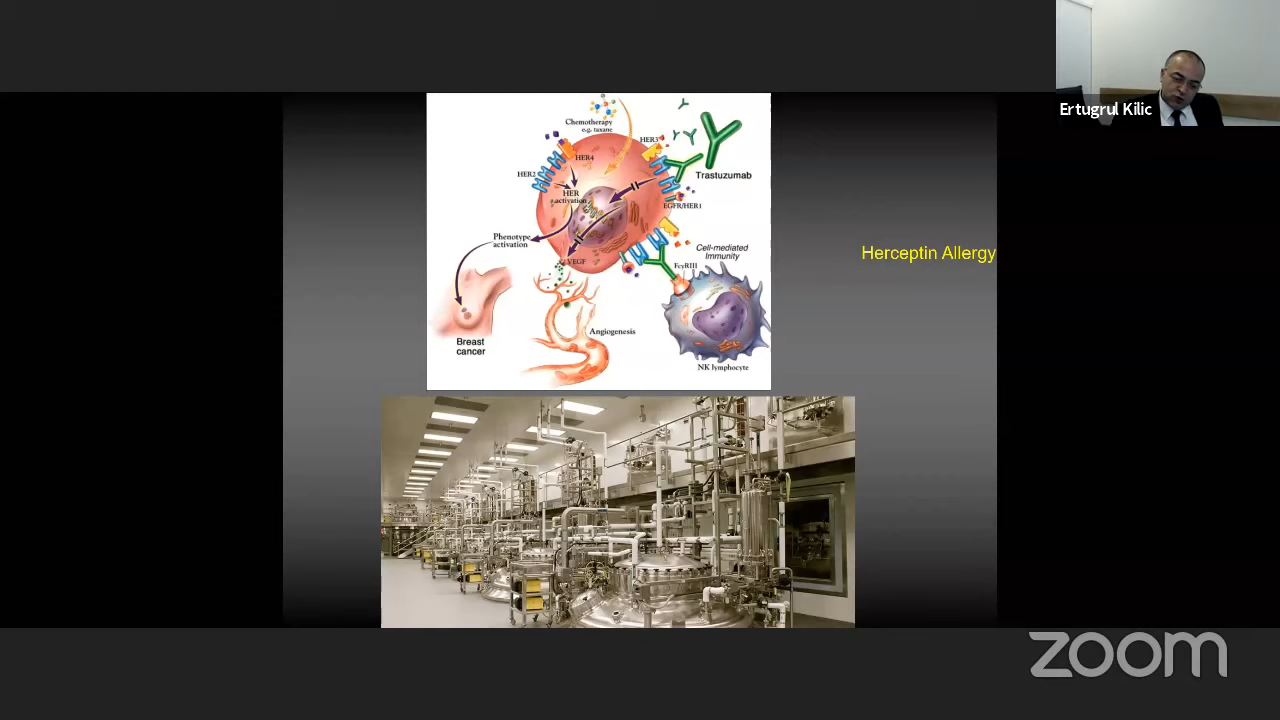 Ertugrul Kilic
Chemotherapy
e.g. taxane
HER3
HER4
HER2
Trastuzumab
HER
activation
EGFR/HER1
Phenotype
activation
Cell-mediated
Immunity
Herceptin Allergy
VEGF
FcγRIII
Angiogenesis
Breast
cancer
NK lymphocyte
zoom